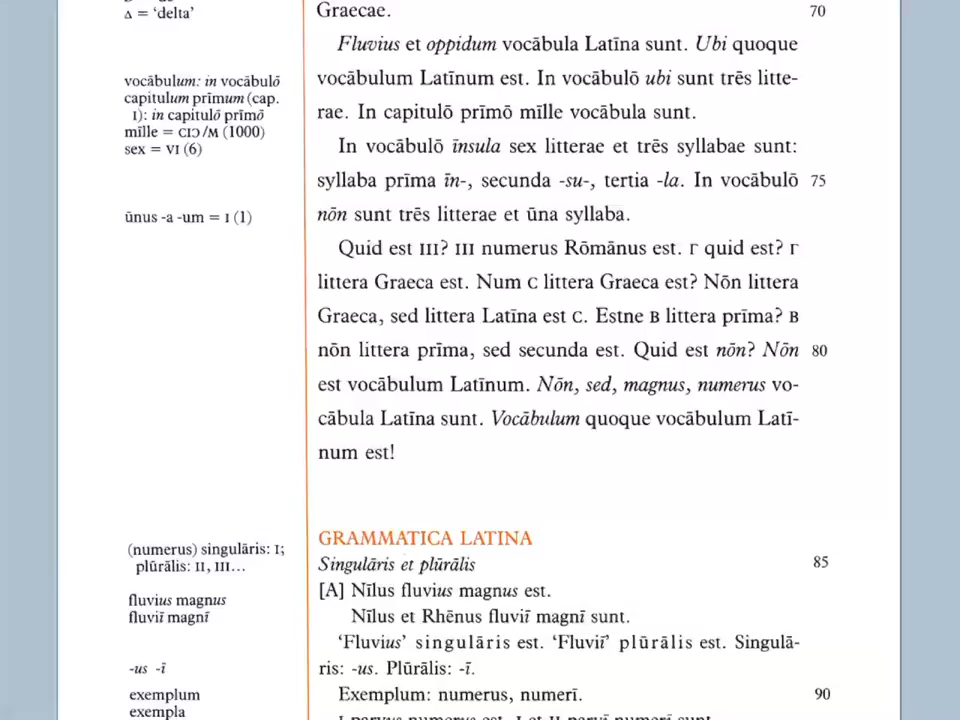 Δ = ‘delta’
Graecae.
70
Fluvius et oppidum vocābula Latīna sunt. Ubi quoque
vocābulum Latīnum est. In vocābulō ubi sunt trēs litte-
rae. In capitulō prīmō mīlle vocābula sunt.
vocābulum: in vocābulō
capitulum prīmum (cap.
I): in capitulō prīmō
mīlle = CIƆ/M (1000)
sex = VI (6)
In vocābulō īnsula sex litterae et trēs syllabae sunt:
syllaba prīma īn-, secunda -su-, tertia -la. In vocābulō
75
nōn sunt trēs litterae et ūna syllaba.
ūnus -a -um = I (1)
Quid est III? III numerus Rōmānus est. Γ quid est? Γ
littera Graeca est. Num C littera Graeca est? Nōn littera
Graeca, sed littera Latīna est C. Estne B littera prīma? B
nōn littera prīma, sed secunda est. Quid est nōn? Nōn
80
est vocābulum Latīnum. Nōn, sed, magnus, numerus vo-
cābula Latīna sunt. Vocābulum quoque vocābulum Latī-
num est!
GRAMMATICA LATINA
(numerus) singulāris: I;
plūrālis: II, III...
Singulāris et plūrālis
85
[A] Nīlus fluvius magnus est.
Nīlus et Rhēnus fluviī magnī sunt.
fluvius magnus
fluviī magnī
‘Fluvius’ singulāris est. ‘Fluviī’ plūrālis est. Singulā-
ris: -us. Plūrālis: -ī.
-us -ī
Exemplum: numerus, numerī.
90
exemplum
exempla
I parvus numerus est. I et II parvī numerī sunt.